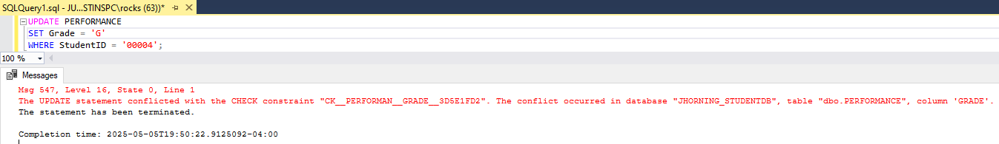 SQLQuery1.sql - JU...STINSPC\rocks (63))*
UPDATE PERFORMANCE
SET Grade = 'G'
WHERE StudentID = '00004';
100 %
Messages
Msg 547, Level 16, State 0, Line 1
The UPDATE statement conflicted with the CHECK constraint "CK__PERFORMAN__GRADE__3D5E1FD2". The conflict occurred in database "JHORNING_STUDENTDB", table "dbo.PERFORMANCE", column 'GRADE'.
The statement has been terminated.
Completion time: 2025-05-05T19:50:22.9125092-04:00